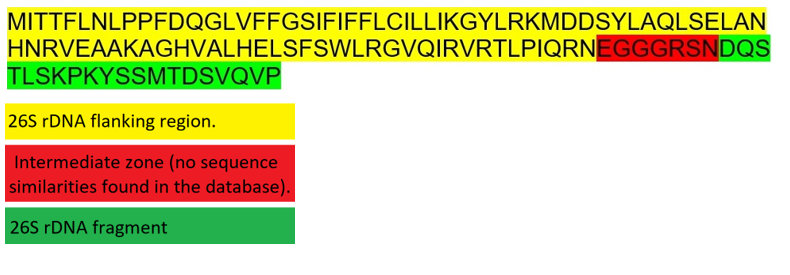 MITTFLNLPPFDQGLVFFGSIFIFFLCILLIKGYLRKMDDSYLAQLSELAN
HNRVEAAKAGHVALHELSFSWLRGVQIRVRTLPIQRNEGGGRSNDQS
TLSKPKYSSMTDSVQVP
26S rDNA flanking region.
Intermediate zone (no sequence
similarities found in the database).
26S rDNA fragment